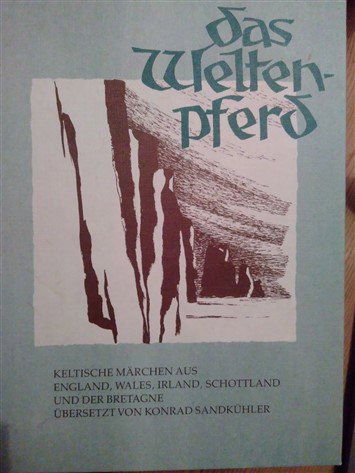 das
Welten-
pferd
KELTISCHE MÄRCHEN AUS
ENGLAND, WALES, IRLAND, SCHOTTLAND
UND DER BRETAGNE
ÜBERSETZT VON KONRAD SANDKÜHLER